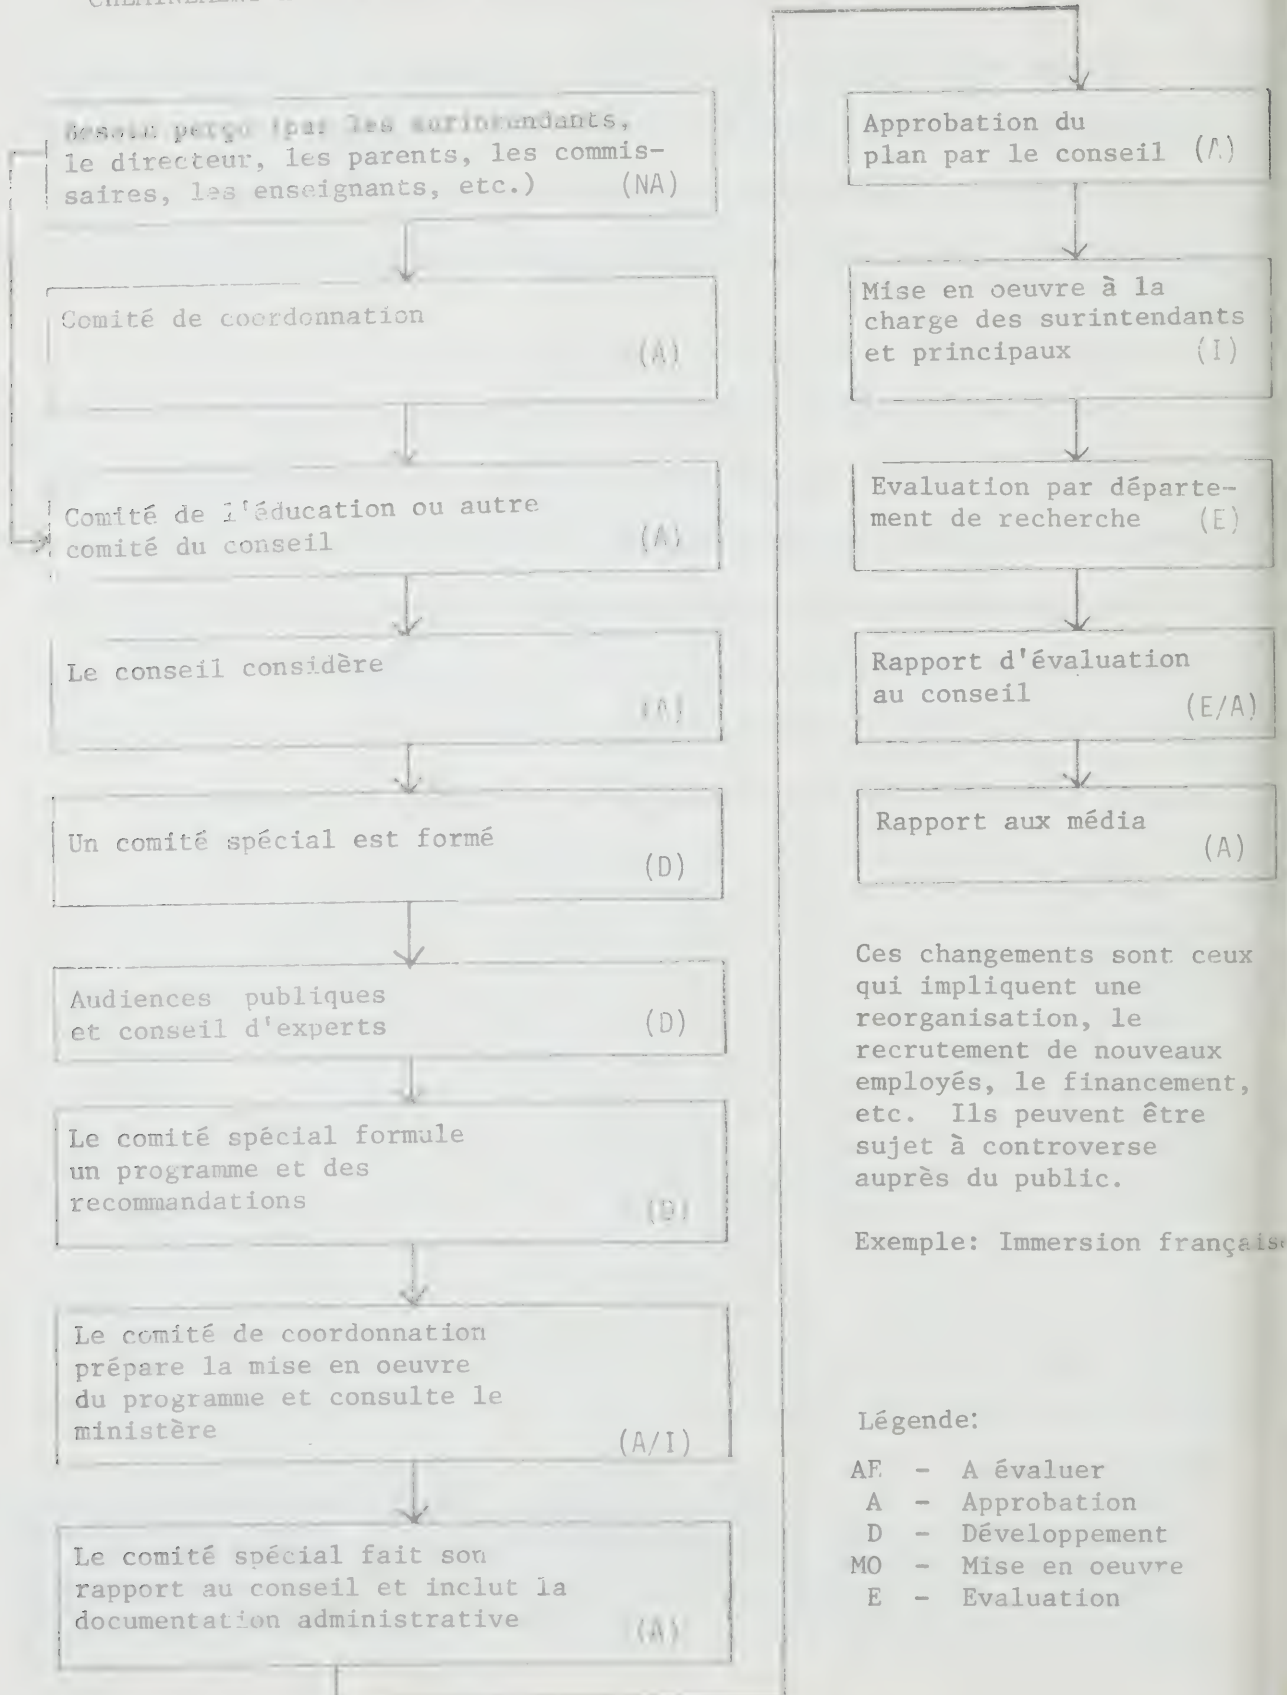 Besoin perçu (par les surintendants,
le directeur, les parents, les commis-
saires, les enseignants, etc.) (NA)
Comité de coordonnation
(A)
Comité de l'éducation ou autre
comité du conseil (A)
Le conseil considère
(A)
Un comité spécial est formé
(D)
Audiences publiques
et conseil d'experts (D)
Le comité spécial formule
un programme et des
recommandations (D)
Le comité de coordonnation
prépare la mise en oeuvre
du programme et consulte le
ministère (A/I)
Le comité spécial fait son
rapport au conseil et inclut la
documentation administrative (A)
Approbation du
plan par le conseil (A)
Mise en oeuvre à la
charge des surintendants
et principaux (I)
Evaluation par départe-
ment de recherche (E)
Rapport d'évaluation
au conseil (E/A)
Rapport aux média
(A)
Ces changements sont ceux
qui impliquent une
reorganisation, le
recrutement de nouveaux
employés, le financement,
etc. Ils peuvent être
sujet à controverse
auprès du public.
Exemple: Immersion française
Légende:
AE - A évaluer
A - Approbation
D - Développement
MO - Mise en oeuvre
E - Evaluation